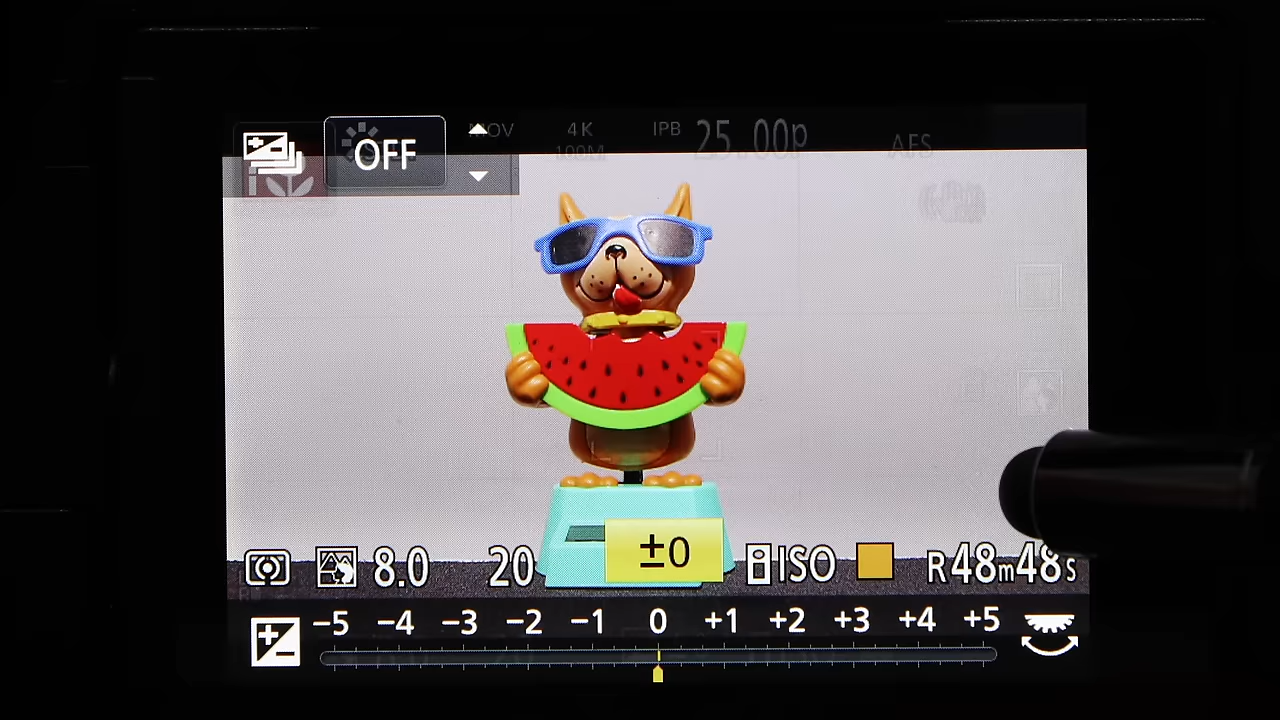 OFF MOV 4K 100M IPB 25.00p AFS
8.0 20 ±0 ISO R48m48s
−5 −4 −3 −2 −1 0 +1 +2 +3 +4 +5